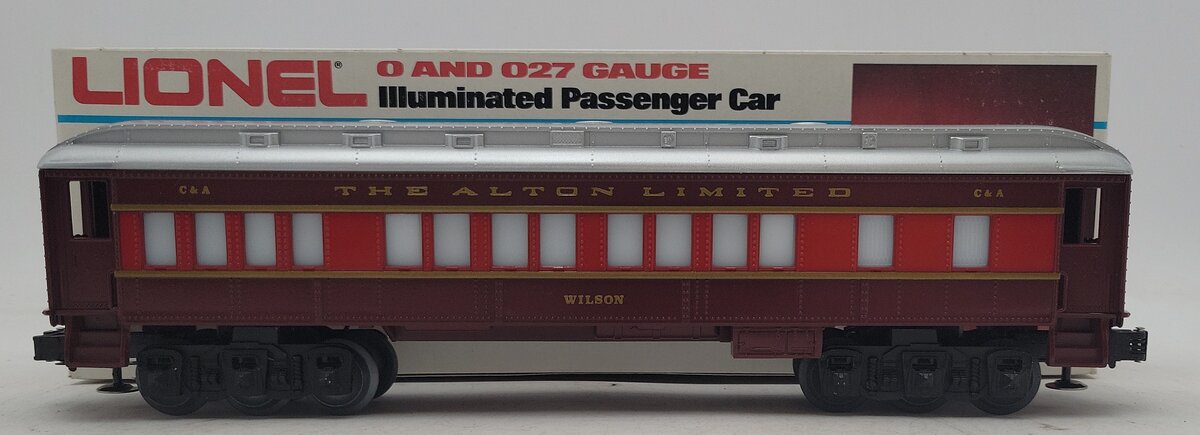 LIONEL®
O AND O27 GAUGE
Illuminated Passenger Car
C & A THE ALTON LIMITED C & A
WILSON